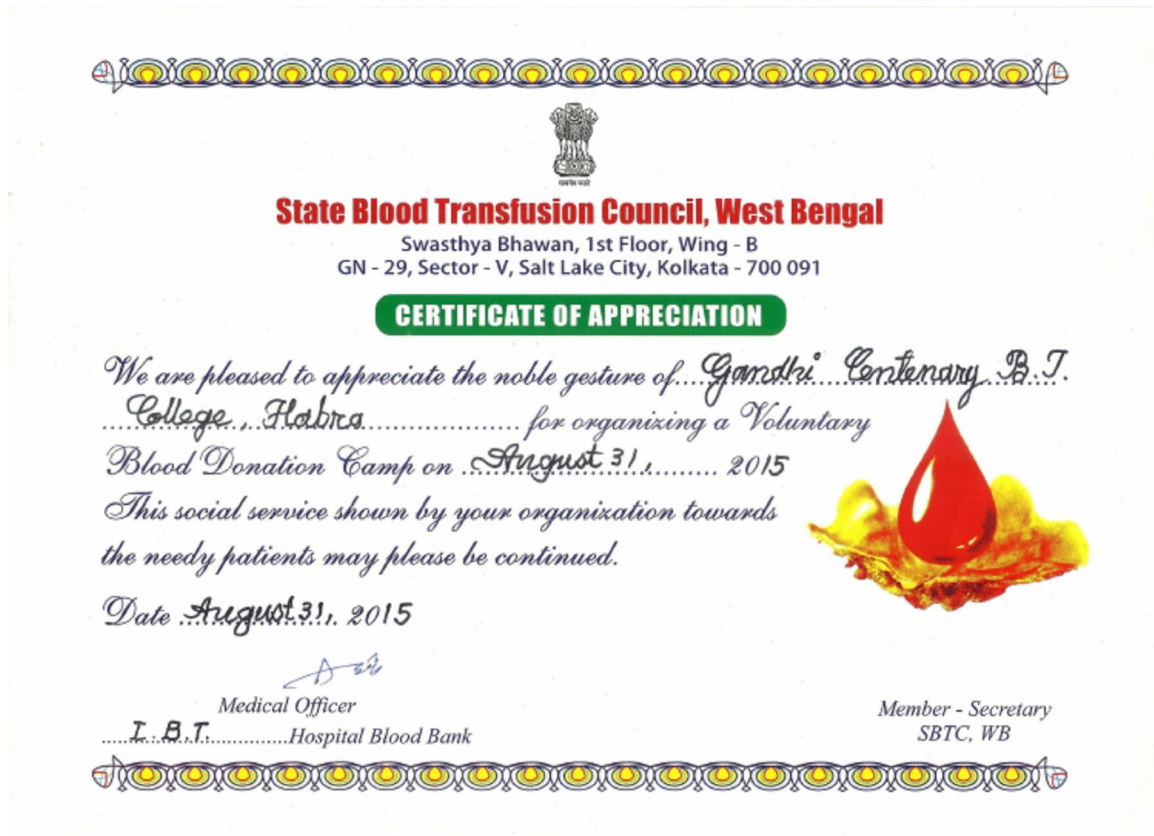 सत्यमेव जयते
State Blood Transfusion Council, West Bengal
Swasthya Bhawan, 1st Floor, Wing - B
GN - 29, Sector - V, Salt Lake City, Kolkata - 700 091
CERTIFICATE OF APPRECIATION
We are pleased to appreciate the noble gesture of....Gandhi Centenary B.T.
College, Habra.................... for organizing a Voluntary
Blood Donation Camp on ...August 31,......... 2015
This social service shown by your organization towards
the needy patients may please be continued.
Date ..August 31,. 2015
Medical Officer
.....I.B.T...............Hospital Blood Bank
Member - Secretary
SBTC, WB